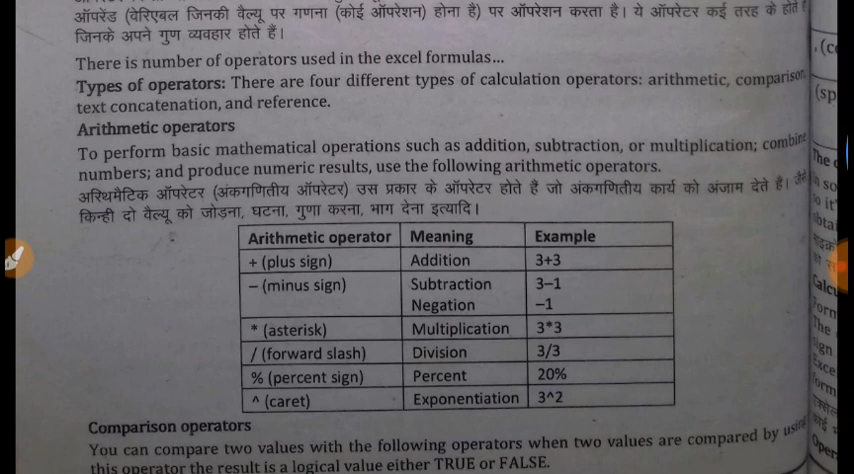 ऑपरेंड (वेरिएबल जिनकी वैल्यू पर गणना (कोई ऑपरेशन) होना है) पर ऑपरेशन करता है। ये ऑपरेटर कई तरह के होते हैं
जिनके अपने गुण व्यवहार होते हैं।
There is number of operators used in the excel formulas...
Types of operators: There are four different types of calculation operators: arithmetic, comparison,
text concatenation, and reference.
Arithmetic operators
To perform basic mathematical operations such as addition, subtraction, or multiplication; combine
numbers; and produce numeric results, use the following arithmetic operators.
अरिथमैटिक ऑपरेटर (अंकगणितीय ऑपरेटर) उस प्रकार के ऑपरेटर होते हैं जो अंकगणितीय कार्य को अंजाम देते हैं। जैसे
किन्ही दो वैल्यू को जोड़ना, घटना, गुणा करना, भाग देना इत्यादि।
Arithmetic operator Meaning Example
+ (plus sign) Addition 3+3
– (minus sign) Subtraction 3–1
Negation –1
* (asterisk) Multiplication 3*3
/ (forward slash) Division 3/3
% (percent sign) Percent 20%
^ (caret) Exponentiation 3^2
Comparison operators
You can compare two values with the following operators when two values are compared by using
this operator the result is a logical value either TRUE or FALSE.